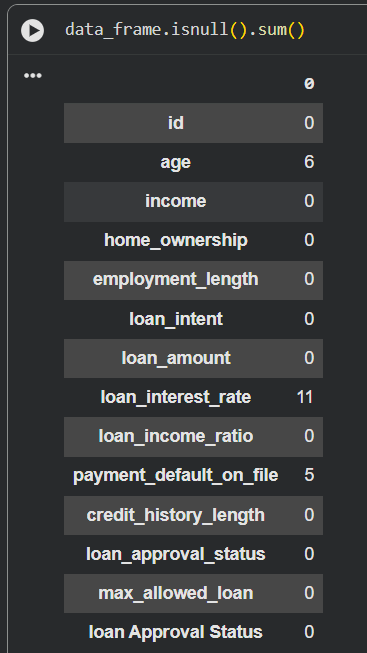 data_frame.isnull().sum()
0
id 0
age 6
income 0
home_ownership 0
employment_length 0
loan_intent 0
loan_amount 0
loan_interest_rate 11
loan_income_ratio 0
payment_default_on_file 5
credit_history_length 0
loan_approval_status 0
max_allowed_loan 0
loan Approval Status 0